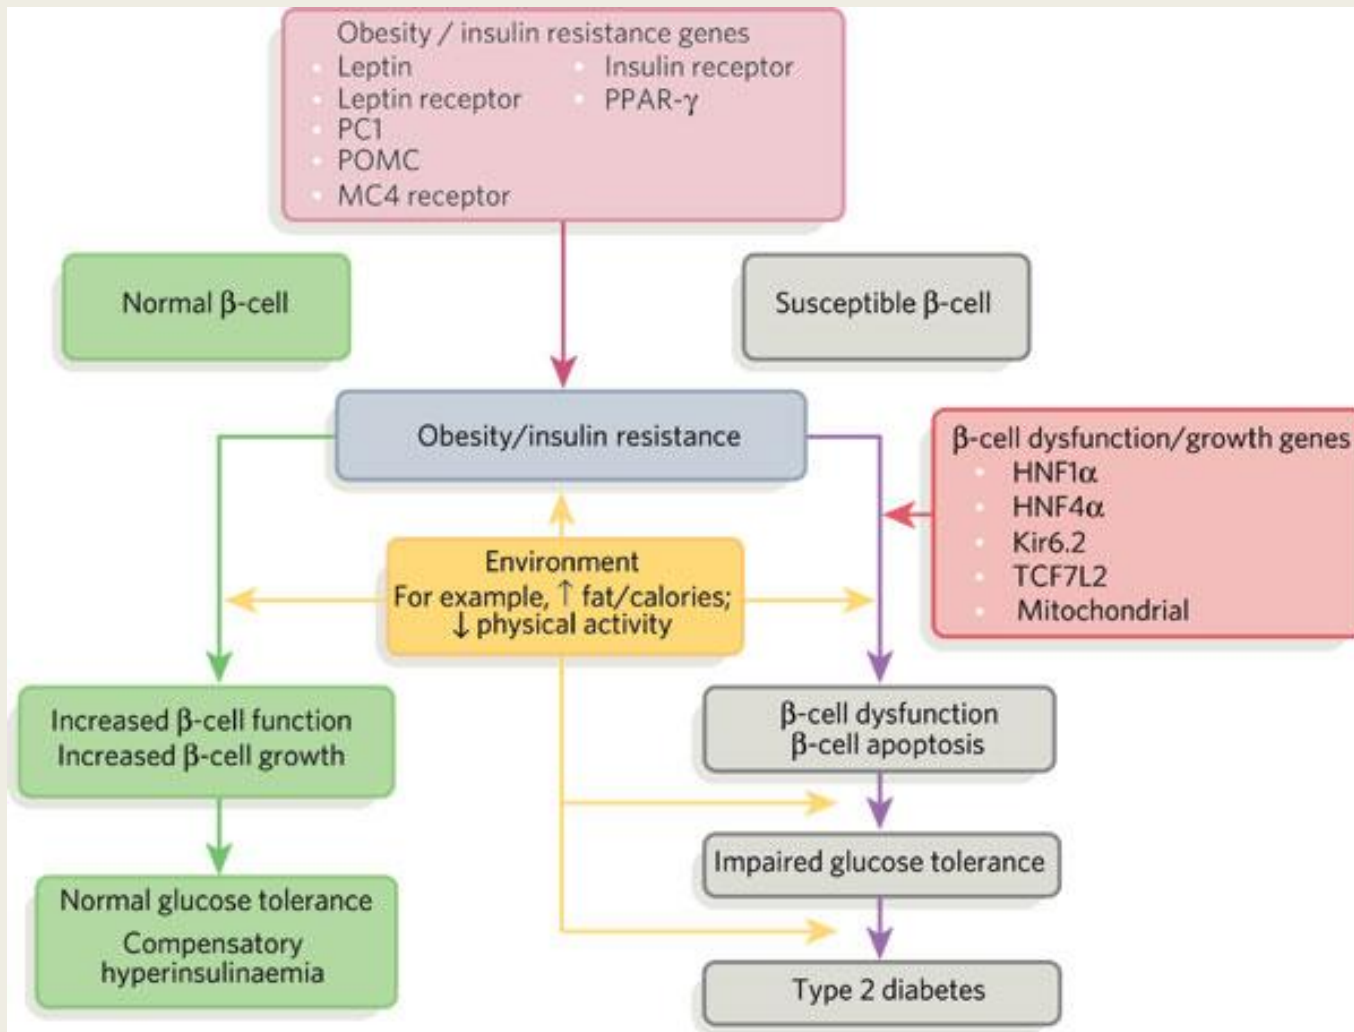 Obesity / insulin resistance genes
• Leptin
• Leptin receptor
• PC1
• POMC
• MC4 receptor
• Insulin receptor
• PPAR-γ
Normal β-cell
Susceptible β-cell
Obesity/insulin resistance
β-cell dysfunction/growth genes
• HNF1α
• HNF4α
• Kir6.2
• TCF7L2
• Mitochondrial
Environment
For example, ↑ fat/calories;
↓ physical activity
Increased β-cell function
Increased β-cell growth
β-cell dysfunction
β-cell apoptosis
Normal glucose tolerance
Compensatory
hyperinsulinaemia
Impaired glucose tolerance
Type 2 diabetes